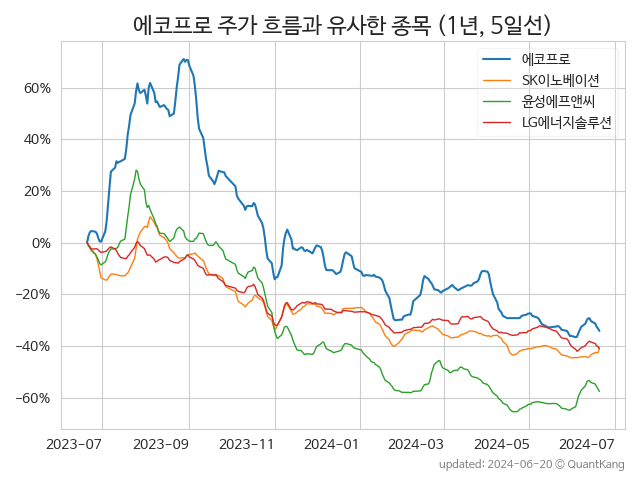 에코프로 주가 흐름과 유사한 종목 (1년, 5일선)
에코프로
SK이노베이션
윤성에프앤씨
LG에너지솔루션
60%
40%
20%
0%
−20%
−40%
−60%
2023-07 2023-09 2023-11 2024-01 2024-03 2024-05 2024-07
updated: 2024-06-20 © QuantKang